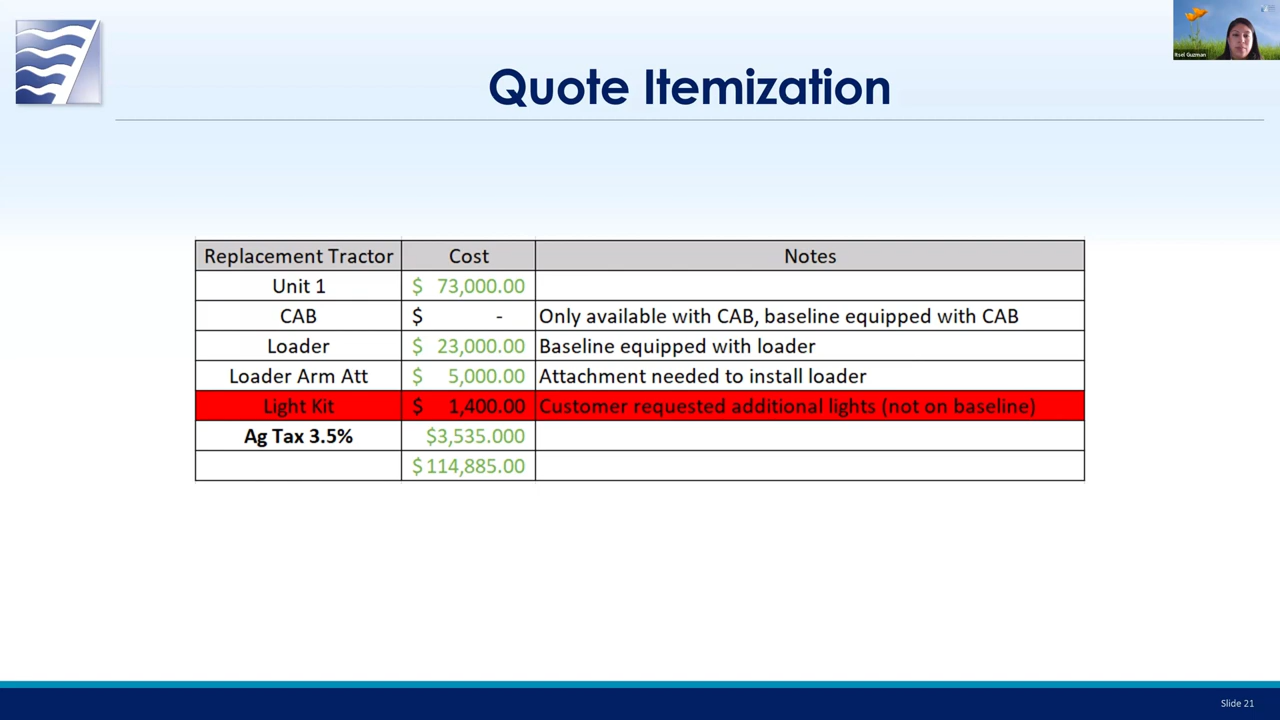 Itsel Guzman
Quote Itemization
Replacement Tractor Cost Notes
Unit 1 $ 73,000.00
CAB $ - Only available with CAB, baseline equipped with CAB
Loader $ 23,000.00 Baseline equipped with loader
Loader Arm Att $ 5,000.00 Attachment needed to install loader
Light Kit $ 1,400.00 Customer requested additional lights (not on baseline)
Ag Tax 3.5% $3,535.000
$114,885.00
Slide 21